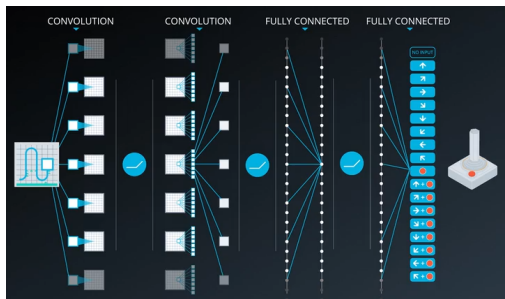 CONVOLUTION
CONVOLUTION
FULLY CONNECTED
FULLY CONNECTED
NO INPUT
+
+
+
+
+
+
+
+